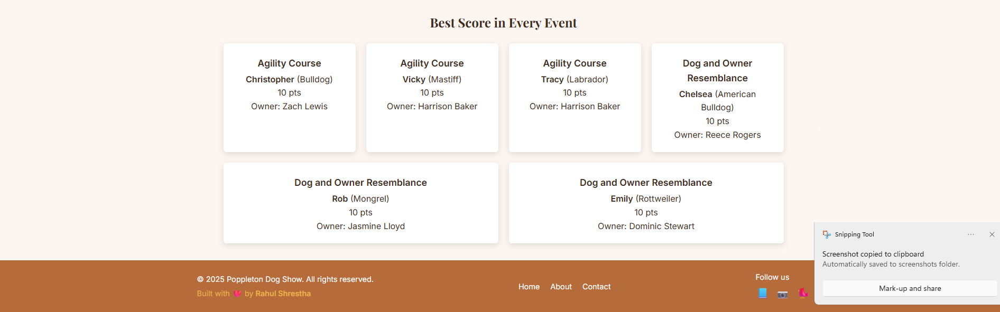 Best Score in Every Event
Agility Course
Christopher (Bulldog)
10 pts
Owner: Zach Lewis
Agility Course
Vicky (Mastiff)
10 pts
Owner: Harrison Baker
Agility Course
Tracy (Labrador)
10 pts
Owner: Harrison Baker
Dog and Owner
Resemblance
Chelsea (American
Bulldog)
10 pts
Owner: Reece Rogers
Dog and Owner Resemblance
Rob (Mongrel)
10 pts
Owner: Jasmine Lloyd
Dog and Owner Resemblance
Emily (Rottweiler)
10 pts
Owner: Dominic Stewart
© 2025 Poppleton Dog Show. All rights reserved.
Built with ❤️ by Rahul Shrestha
Home About Contact
Follow us
Snipping Tool
Screenshot copied to clipboard
Automatically saved to screenshots folder.
Mark-up and share